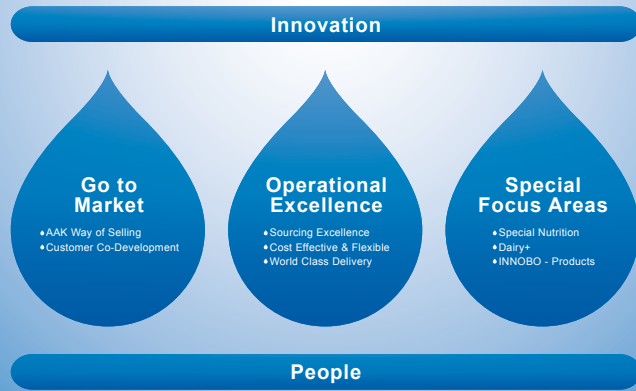 Innovation
Go to
Market
AAK Way of Selling
Customer Co-Development
Operational
Excellence
Sourcing Excellence
Cost Effective & Flexible
World Class Delivery
Special
Focus Areas
Special Nutrition
Dairy+
INNOBO - Products
People